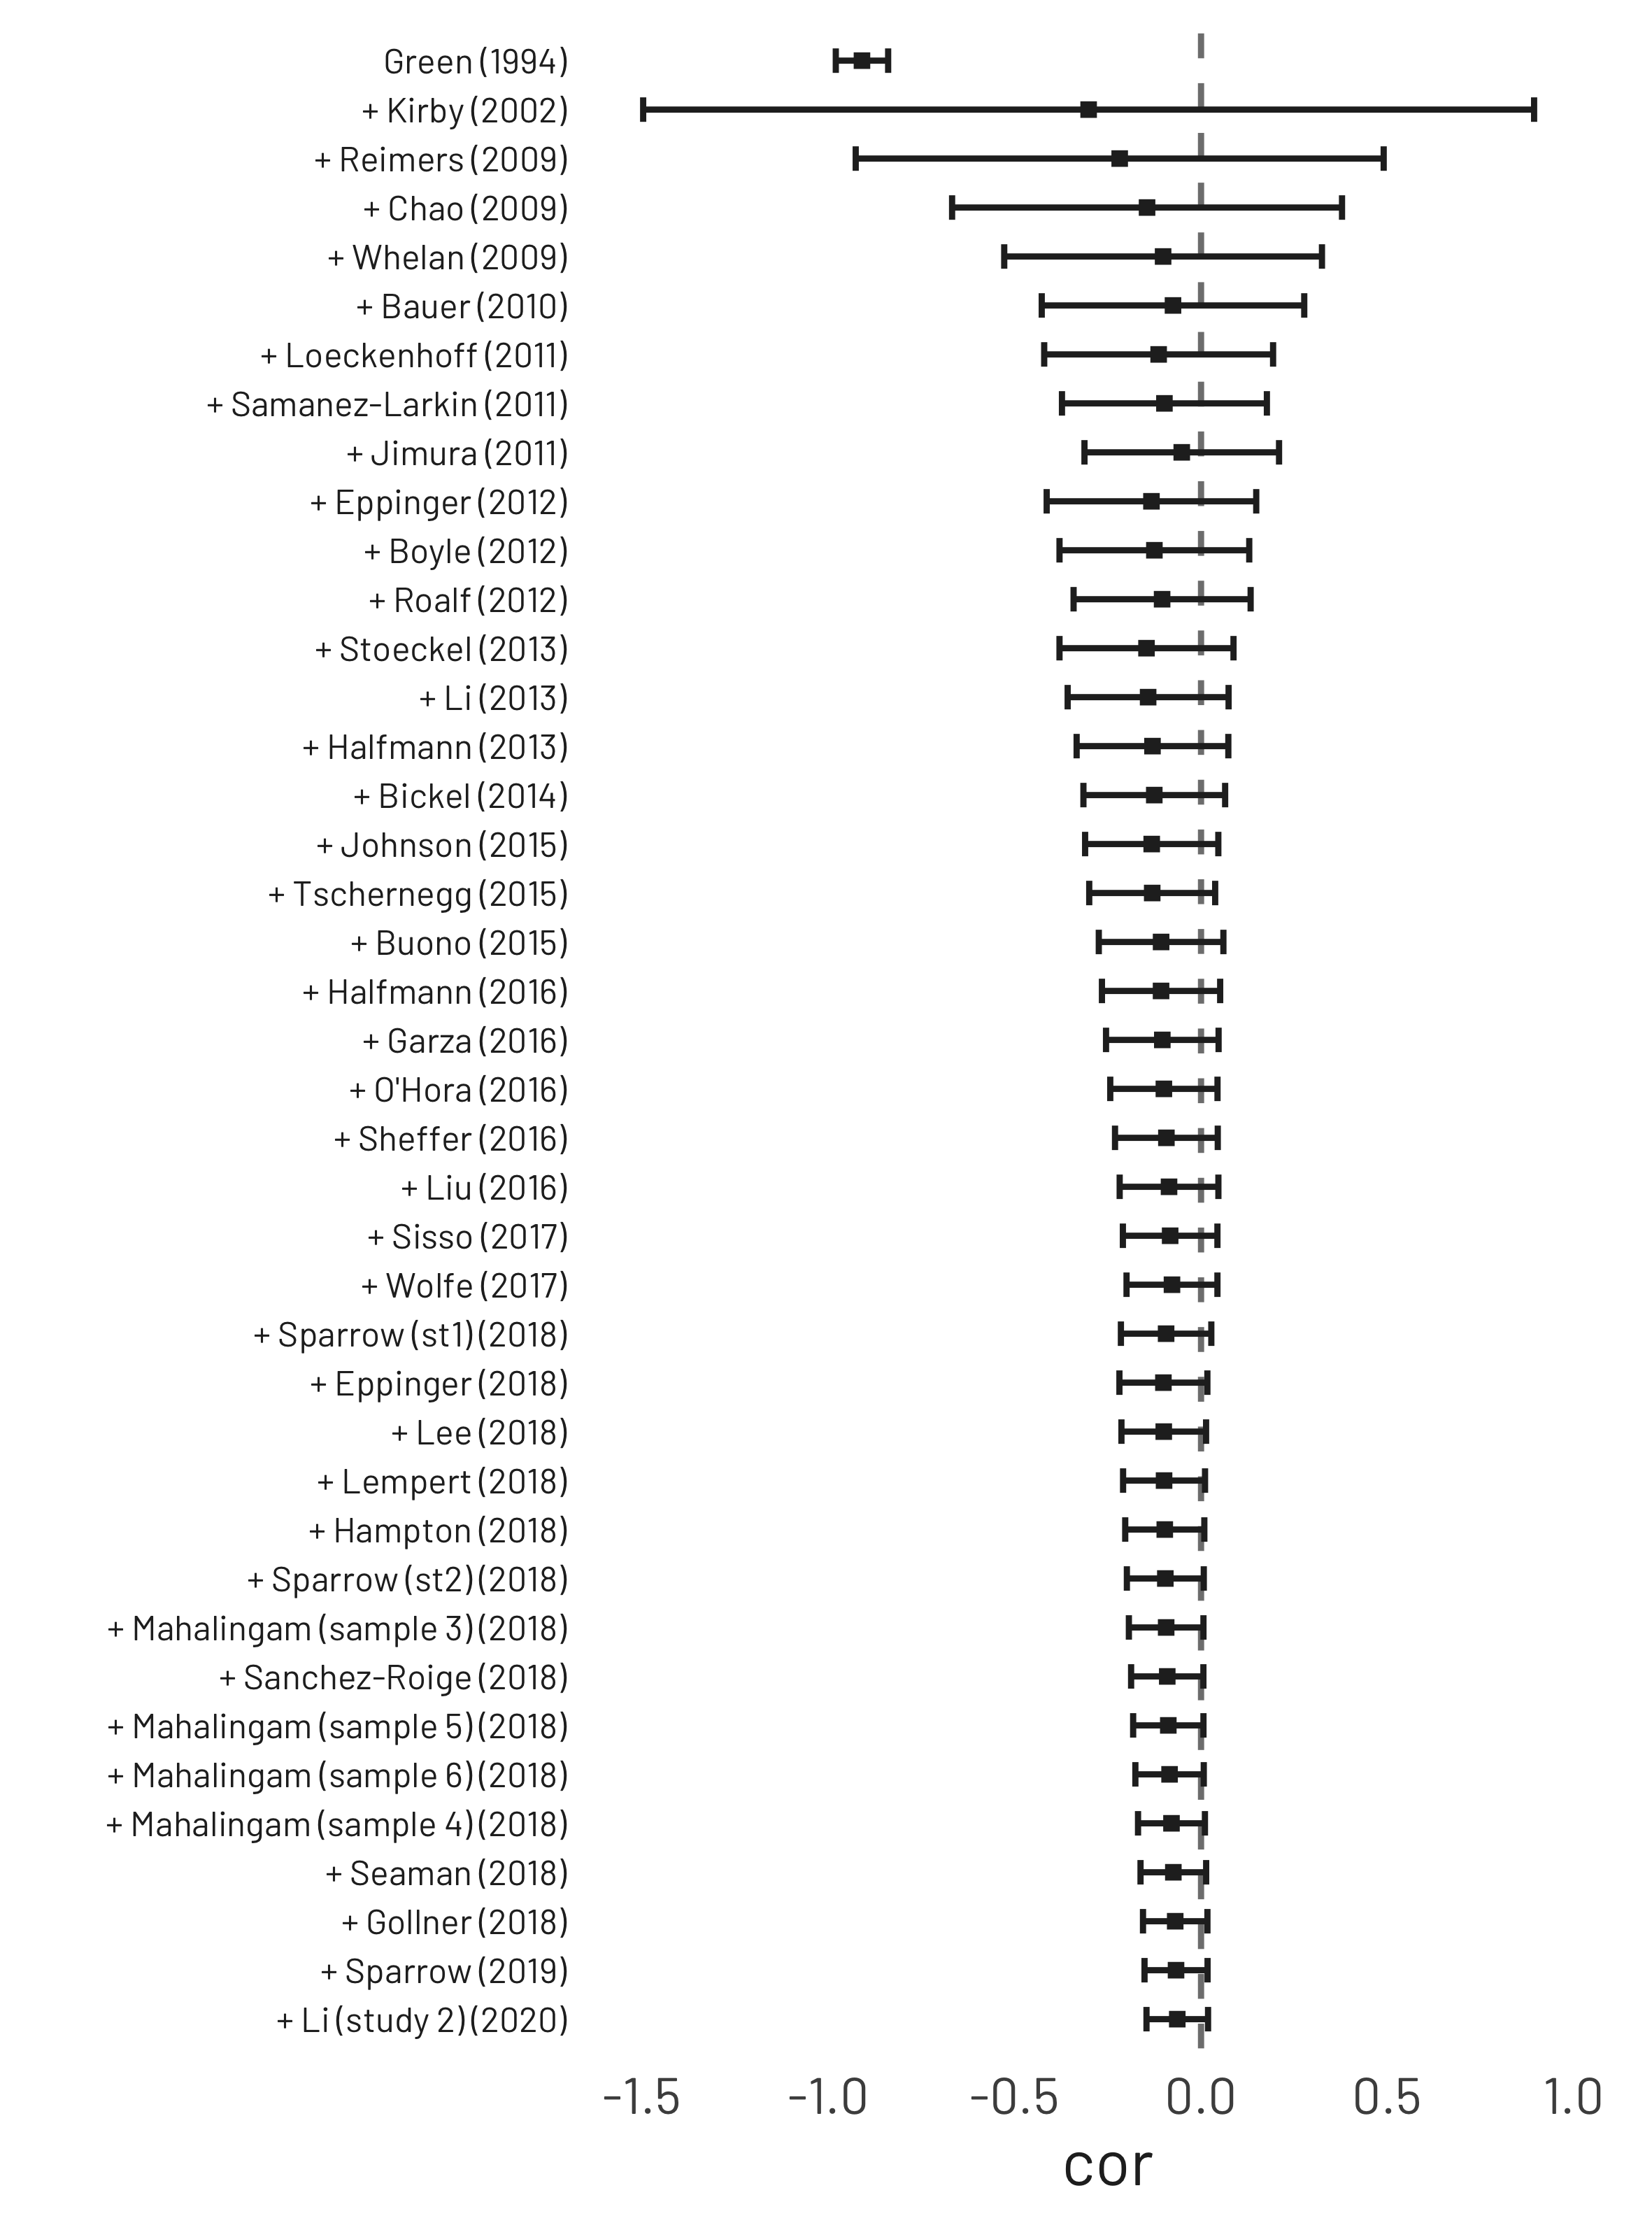 Green (1994)
+ Kirby (2002)
+ Reimers (2009)
+ Chao (2009)
+ Whelan (2009)
+ Bauer (2010)
+ Loeckenhoff (2011)
+ Samanez-Larkin (2011)
+ Jimura (2011)
+ Eppinger (2012)
+ Boyle (2012)
+ Roalf (2012)
+ Stoeckel (2013)
+ Li (2013)
+ Halfmann (2013)
+ Bickel (2014)
+ Johnson (2015)
+ Tschernegg (2015)
+ Buono (2015)
+ Halfmann (2016)
+ Garza (2016)
+ O'Hora (2016)
+ Sheffer (2016)
+ Liu (2016)
+ Sisso (2017)
+ Wolfe (2017)
+ Sparrow (st1) (2018)
+ Eppinger (2018)
+ Lee (2018)
+ Lempert (2018)
+ Hampton (2018)
+ Sparrow (st2) (2018)
+ Mahalingam (sample 3) (2018)
+ Sanchez-Roige (2018)
+ Mahalingam (sample 5) (2018)
+ Mahalingam (sample 6) (2018)
+ Mahalingam (sample 4) (2018)
+ Seaman (2018)
+ Gollner (2018)
+ Sparrow (2019)
+ Li (study 2) (2020)
-1.5 -1.0 -0.5 0.0 0.5 1.0
cor